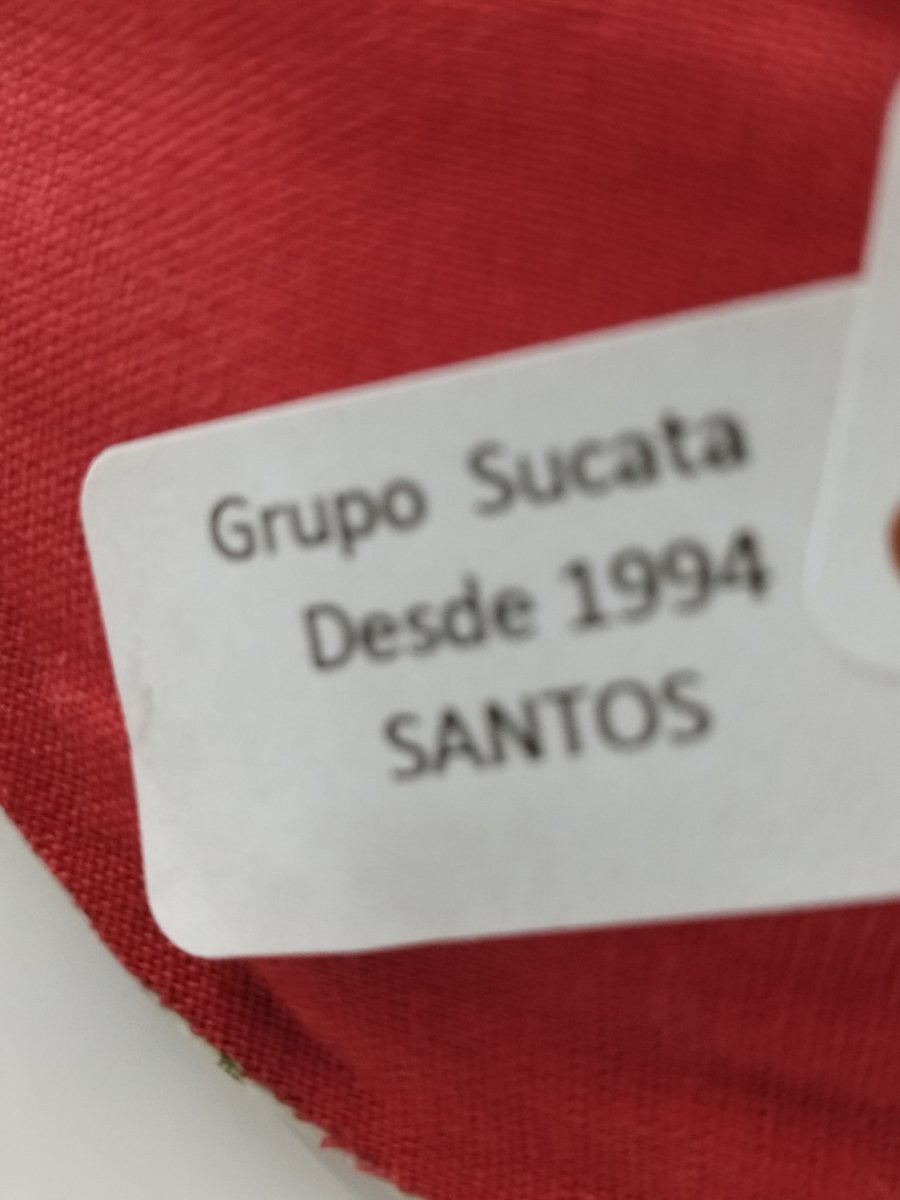 Grupo Sucata
Desde 1994
SANTOS